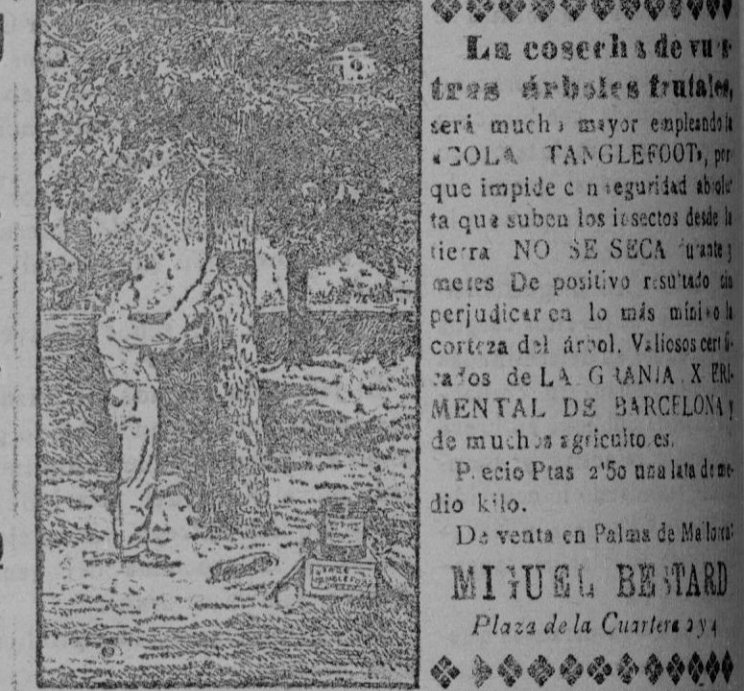 La cosecha de vues-
tros árboles frutales,
será mucho mayor empleando la
«COLA TANGLEFOOT», por-
que impide con seguridad absolu-
ta que suben los insectos desde la
tierra NO SE SECA durante
meses De positivo resultado sin
perjudicar en lo más mínimo la
corteza del árbol. Valiosos certifi-
cados de LA GRANJA EXPERI-
MENTAL DE BARCELONA y
de muchos agricultores.
Precio Ptas 2'50 una lata de me-
dio kilo.
De venta en Palma de Mallorca:
MIGUEL BESTARD
Plaza de la Cuartera 2 y 4
TREE
TANGLEFOOT